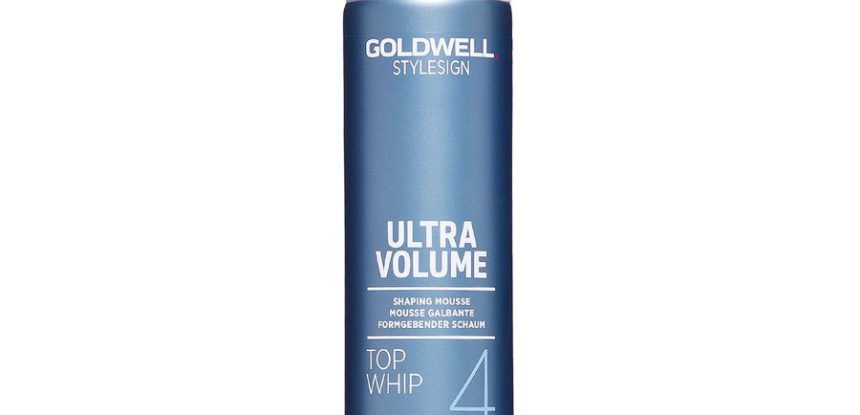 GOLDWELL.
STYLESIGN
ULTRA
VOLUME
SHAPING MOUSSE
MOUSSE GALBANTE
FORMGEBENDER SCHAUM
TOP
WHIP 4